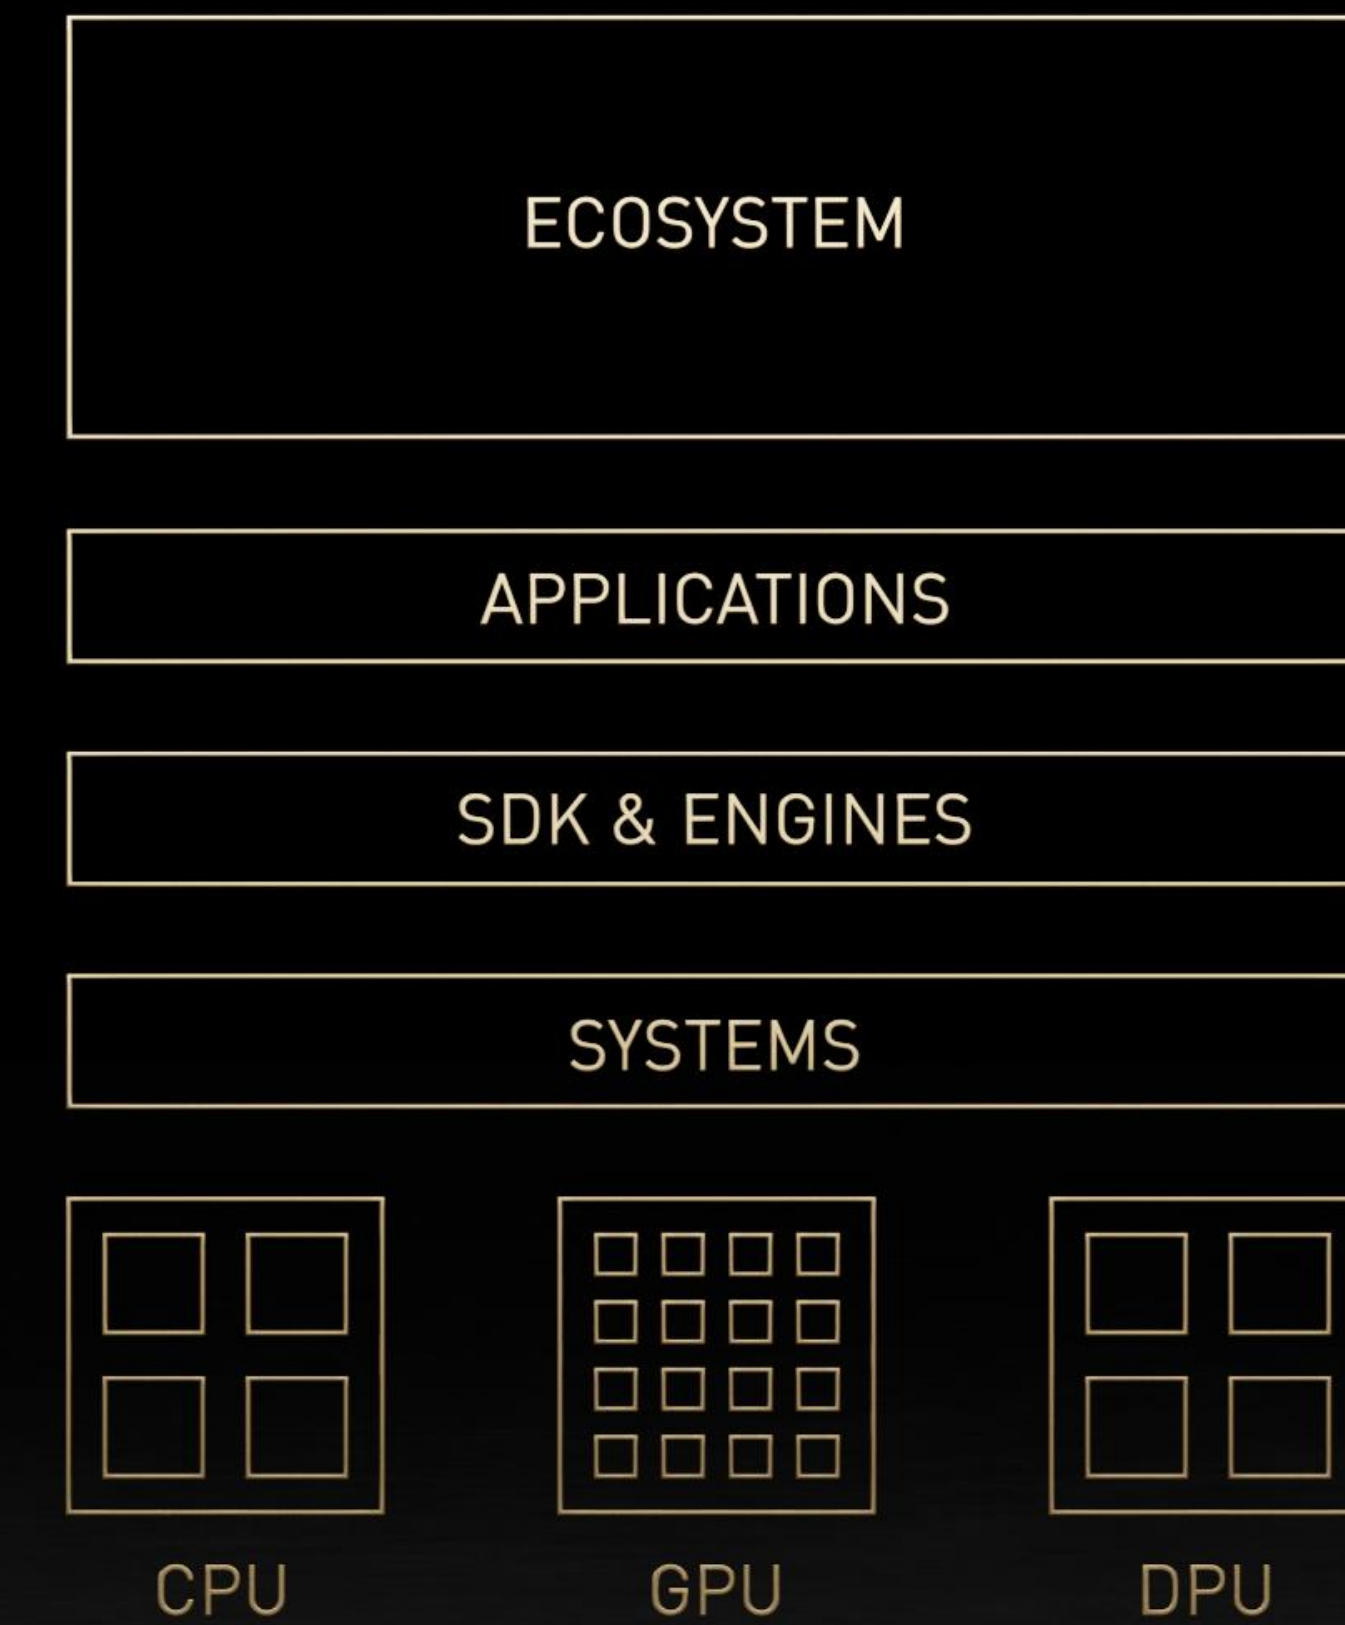 ECOSYSTEM
APPLICATIONS
SDK & ENGINES
SYSTEMS
CPU GPU DPU